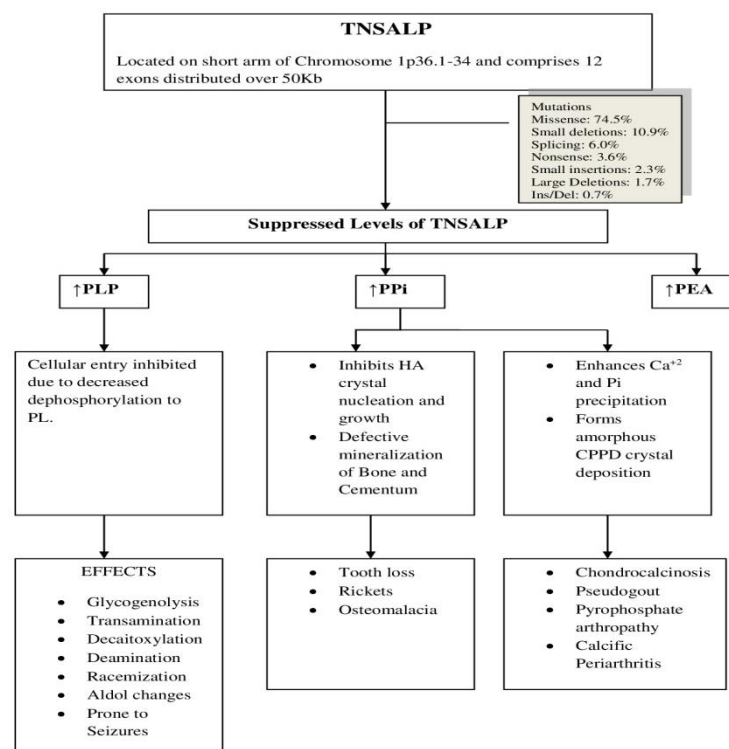 TNSALP
Located on short arm of Chromosome 1p36.1-34 and comprises 12
exons distributed over 50Kb
Mutations
Missense: 74.5%
Small deletions: 10.9%
Splicing: 6.0%
Nonsense: 3.6%
Small insertions: 2.3%
Large Deletions: 1.7%
Ins/Del: 0.7%
Suppressed Levels of TNSALP
↑PLP
↑PPi
↑PEA
Cellular entry inhibited
due to decreased
dephosphorylation to
PL.
• Inhibits HA
crystal
nucleation and
growth
• Defective
mineralization
of Bone and
Cementum
• Enhances Ca+2
and Pi
precipitation
• Forms
amorphous
CPPD crystal
deposition
EFFECTS
• Glycogenolysis
• Transamination
• Decaitoxylation
• Deamination
• Racemization
• Aldol changes
• Prone to
Seizures
• Tooth loss
• Rickets
• Osteomalacia
• Chondrocalcinosis
• Pseudogout
• Pyrophosphate
arthropathy
• Calcific
Periarthritis